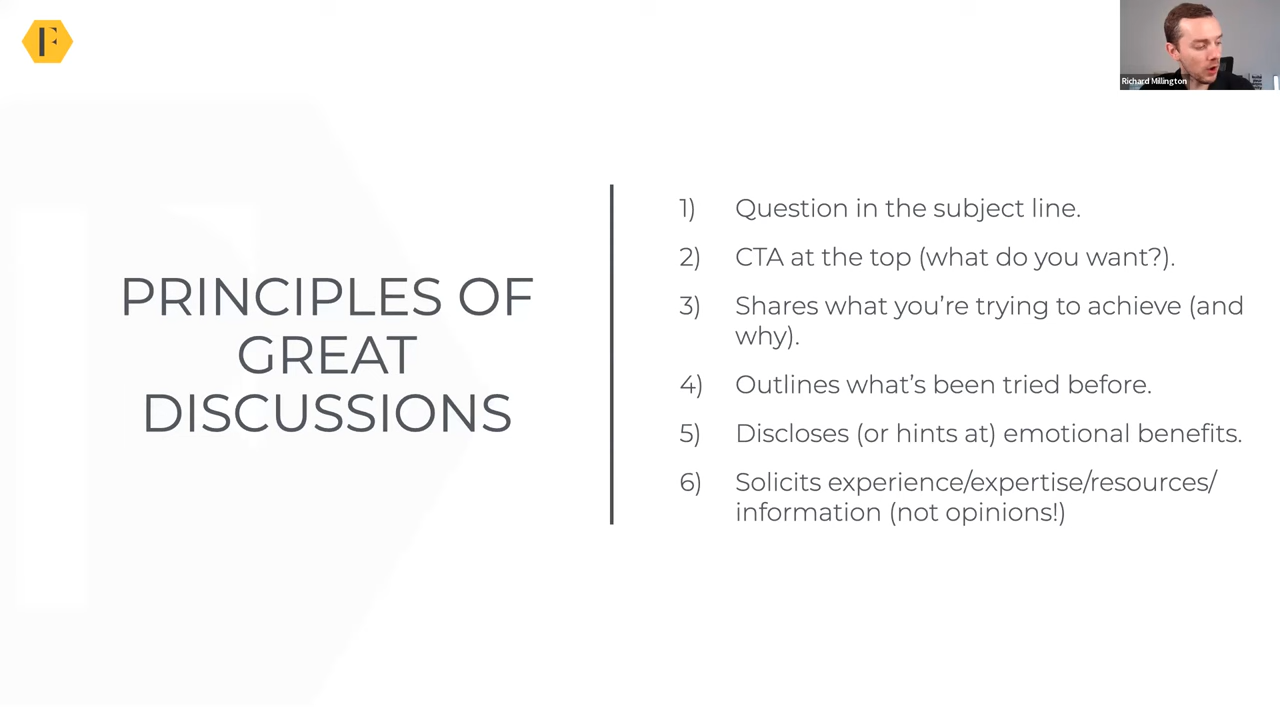 F
Richard Millington
PRINCIPLES OF
GREAT
DISCUSSIONS
1) Question in the subject line.
2) CTA at the top (what do you want?).
3) Shares what you’re trying to achieve (and
why).
4) Outlines what’s been tried before.
5) Discloses (or hints at) emotional benefits.
6) Solicits experience/expertise/resources/
information (not opinions!)